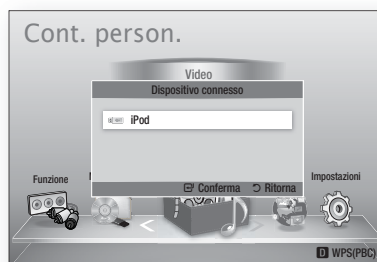 Cont. person.
Video
Dispositivo connesso
iPod
Conferma Ritorna
Funzione
Impostazioni
D WPS(PBC)